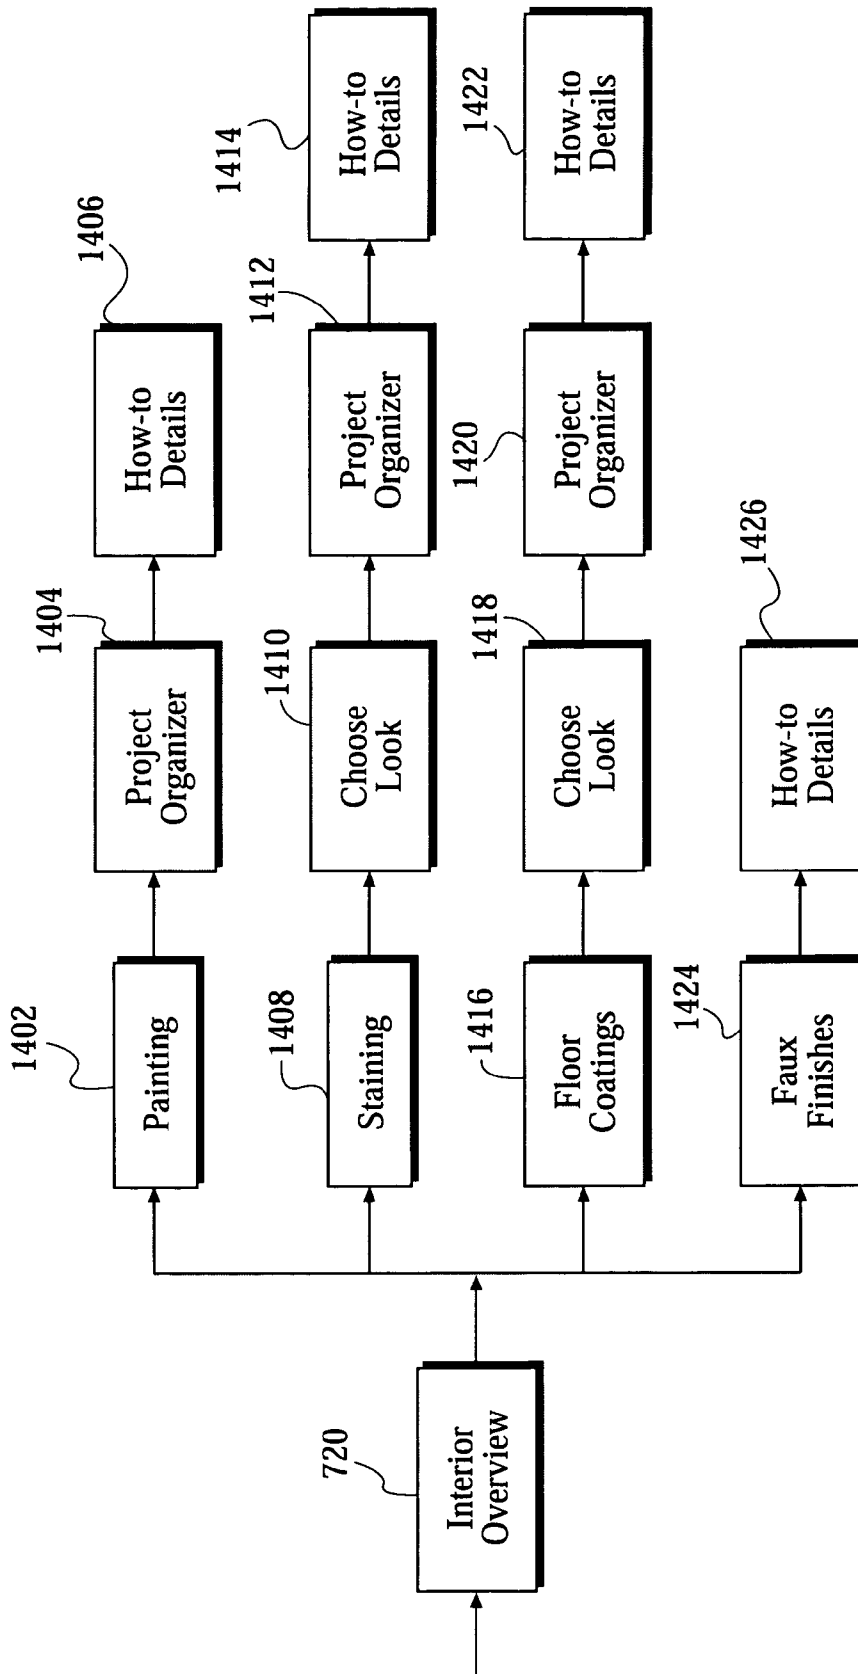 720
Interior
Overview
1402
Painting
1404
Project
Organizer
1406
How-to
Details
1408
Staining
1410
Choose
Look
1412
Project
Organizer
1414
How-to
Details
1416
Floor
Coatings
1418
Choose
Look
1420
Project
Organizer
1422
How-to
Details
1424
Faux
Finishes
1426
How-to
Details